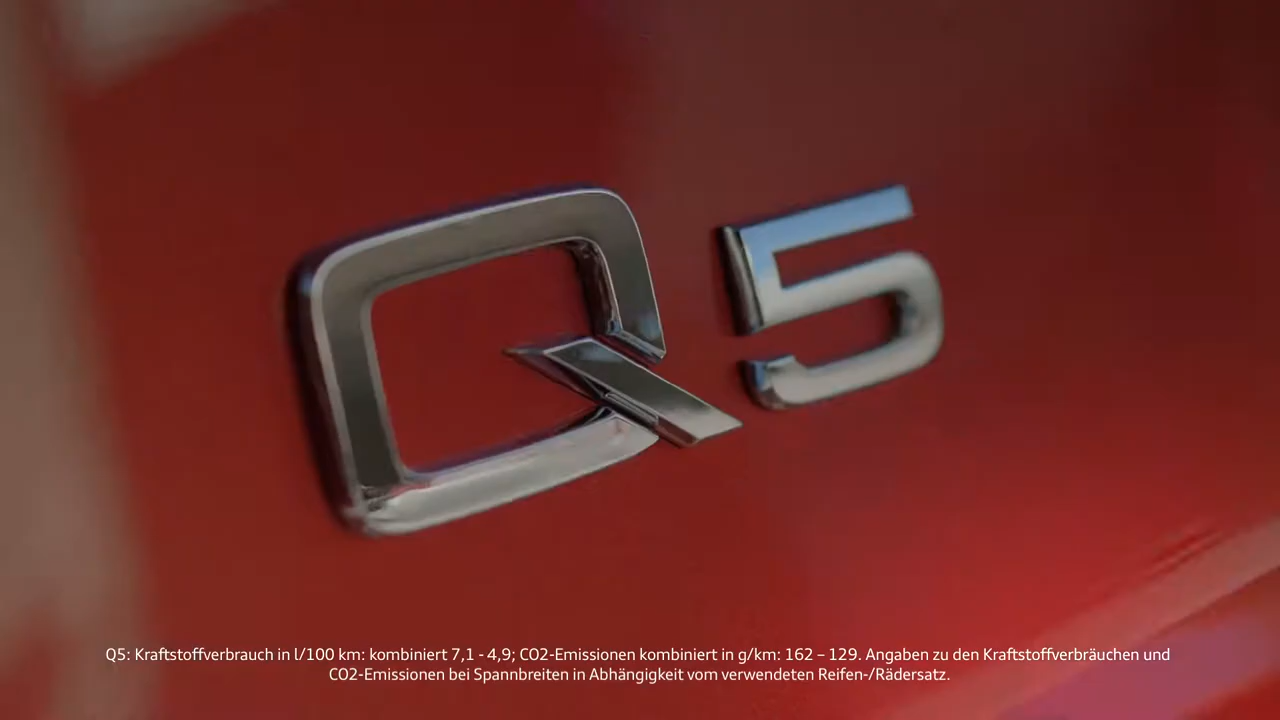 Q5
Q5: Kraftstoffverbrauch in l/100 km: kombiniert 7,1 - 4,9; CO2-Emissionen kombiniert in g/km: 162 – 129. Angaben zu den Kraftstoffverbräuchen und
CO2-Emissionen bei Spannbreiten in Abhängigkeit vom verwendeten Reifen-/Rädersatz.